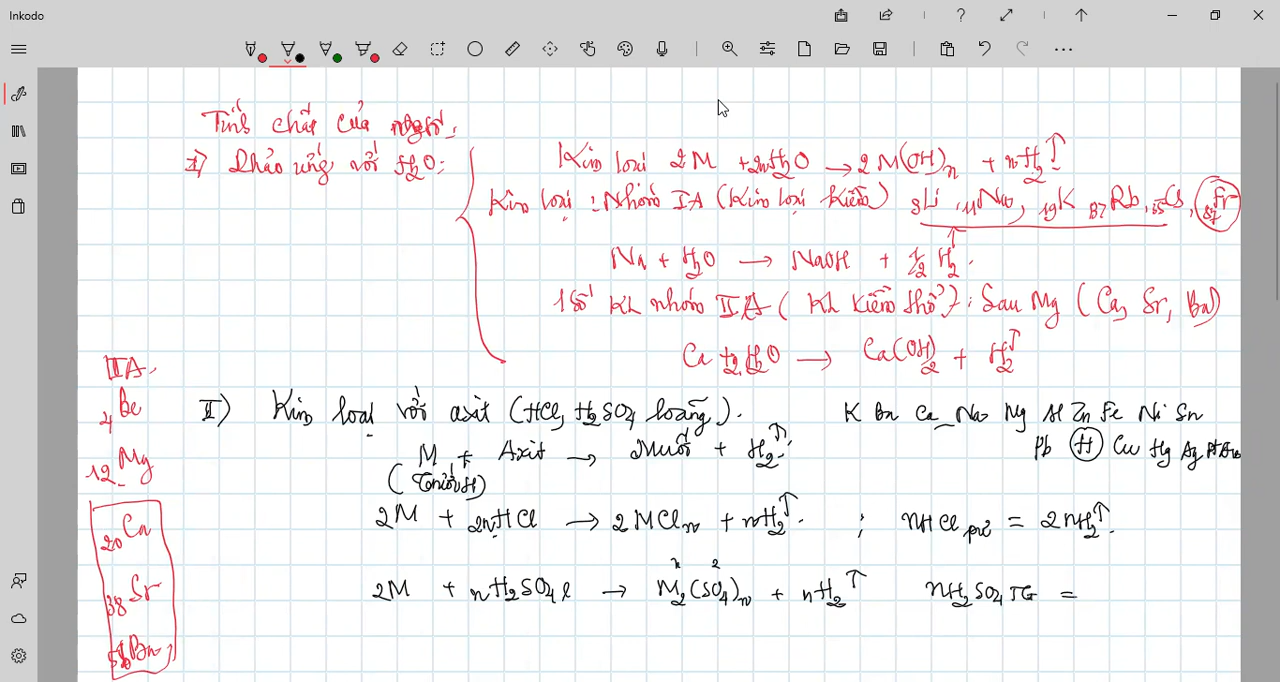 Inkodo
Tính chất của
I) Phản ứng với H2O:
Kim loại 2M + 2nH2O → 2M(OH)n + nH2↑
Kim loại : Nhóm IA (Kim loại kiềm) 3Li, 11Na, 19K, 37Rb, 55Cs, 87Fr
Na + H2O → NaOH + 1/2 H2↑.
1 số KL nhóm IIA ( KL kiềm thổ): Sau Mg ( Ca, Sr, Ba)
Ca + 2H2O → Ca(OH)2 + H2↑
IIA.
4Be
12Mg
20Ca
38Sr
56Ba
II) Kim loại với axit (HCl, H2SO4 loãng).
K Ba Ca Na Mg Al Zn Fe Ni Sn
Pb H Cu Hg Ag Pt Au
M + Axit → Muối + H2↑.
(
H)
2M + 2nHCl → 2MCln + nH2↑. ; nHCl pứ = 2nH2↑.
2M + nH2SO4 l → M2(SO4)n + nH2↑ nH2SO4 TG =